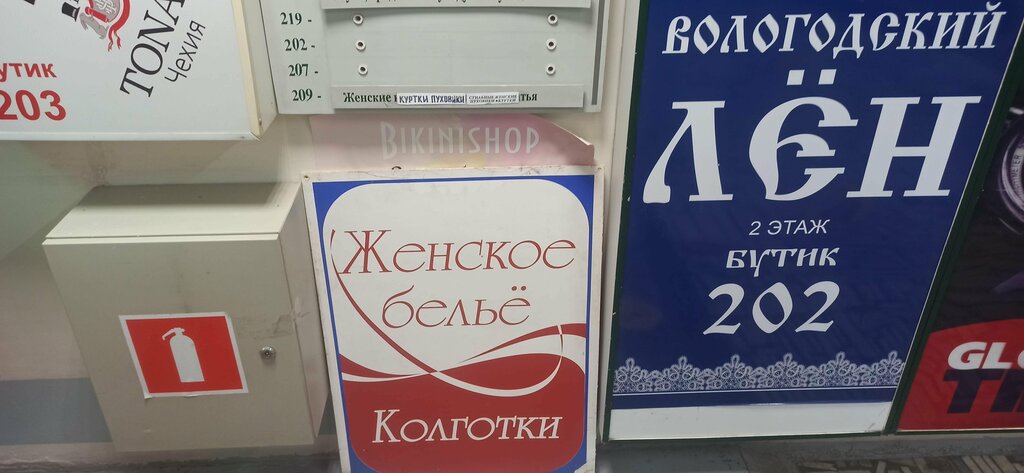 TONA
Чехия
УТИК
203
219 -
202 -
207 -
209 -
Женские
КУРТКИ ПУХОВИКИ
BIKINISHOP
Женское
бельё
Колготки
ВОЛОГОДСКИЙ
ЛЁН
2 ЭТАЖ
БУТИК
202
GL